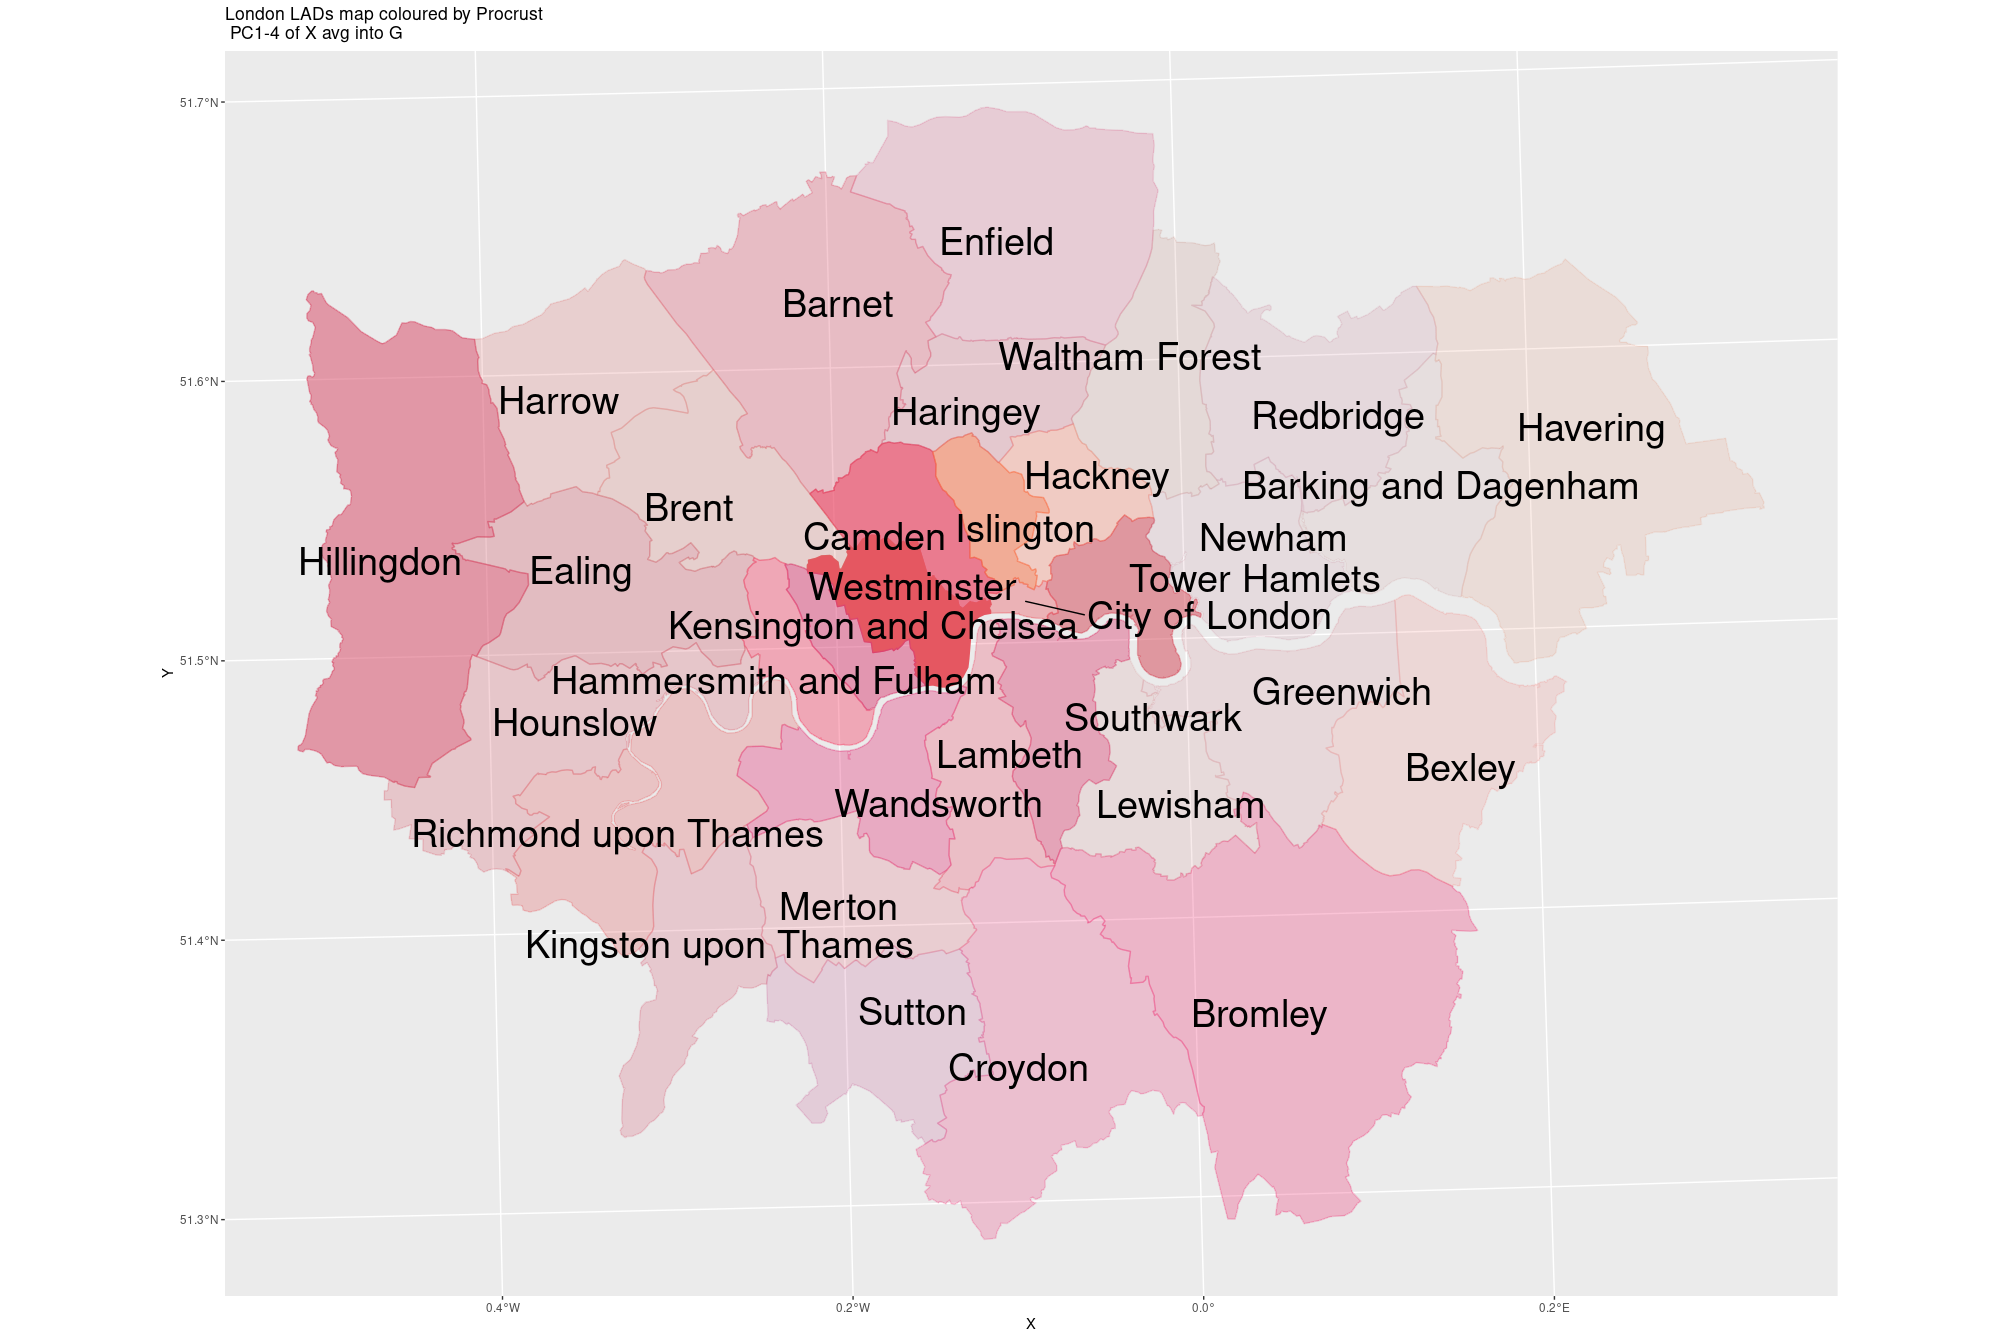 London LADs map coloured by Procrust
PC1-4 of X avg into G
51.7°N
51.6°N
51.5°N
51.4°N
51.3°N
Y
Enfield
Barnet
Waltham Forest
Harrow
Haringey
Redbridge
Havering
Hackney
Barking and Dagenham
Brent
Camden
Islington
Newham
Hillingdon
Ealing
Westminster
Tower Hamlets
City of London
Kensington and Chelsea
Hammersmith and Fulham
Greenwich
Hounslow
Southwark
Lambeth
Bexley
Wandsworth
Lewisham
Richmond upon Thames
Merton
Kingston upon Thames
Sutton
Bromley
Croydon
0.4°W
0.2°W
0.0°
0.2°E
X